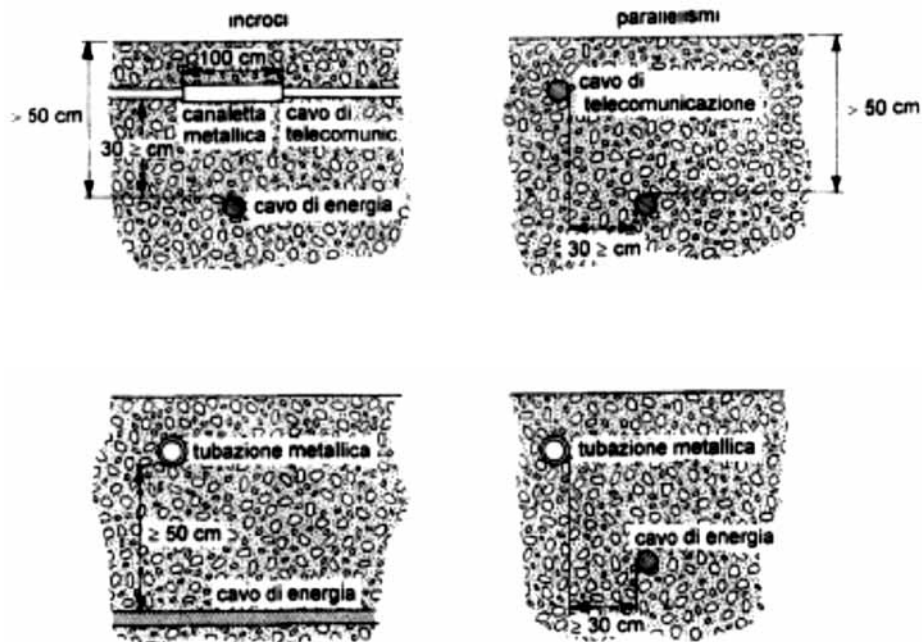 incroci
100 cm
> 50 cm
canaletta
metallica
cavo di
telecomunic
30 ≥ cm
cavo di energia
parallelismi
cavo di
telecomunicazione
> 50 cm
30 ≥ cm
tubazione metallica
≥ 50 cm
cavo di energia
tubazione metallica
cavo di energia
≥ 30 cm